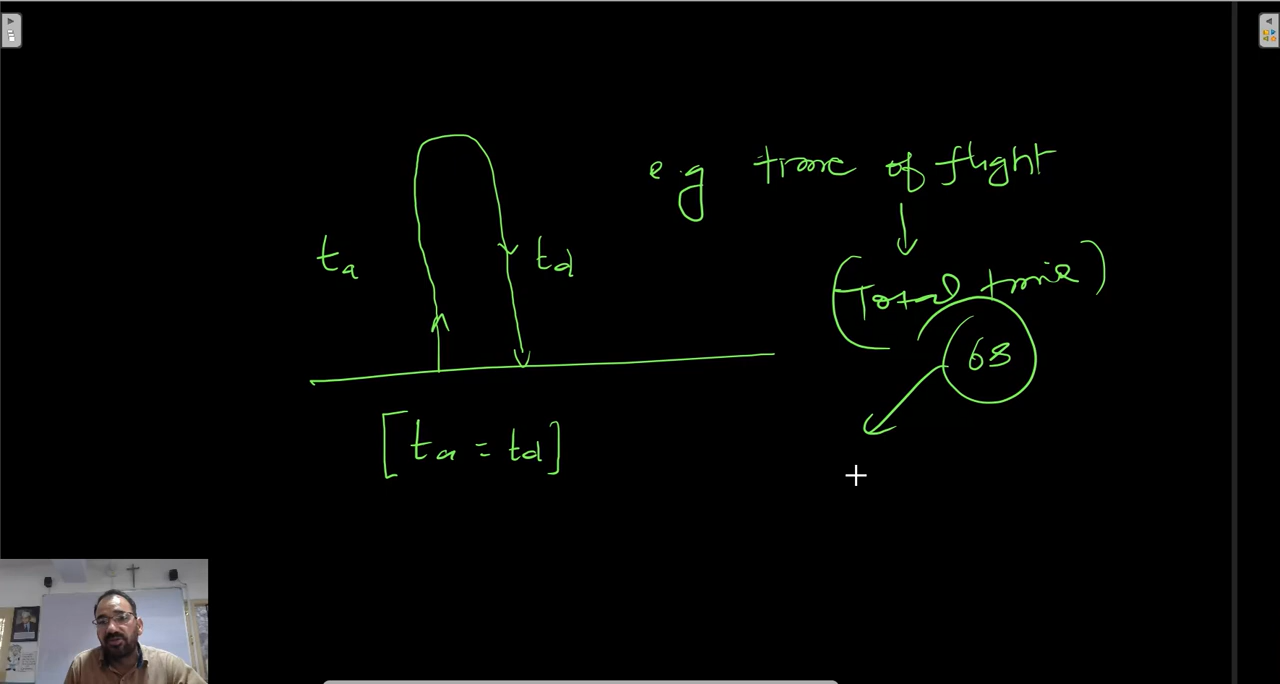 e.g time of flight
ta
td
(Total time)
6s
[ta = td]